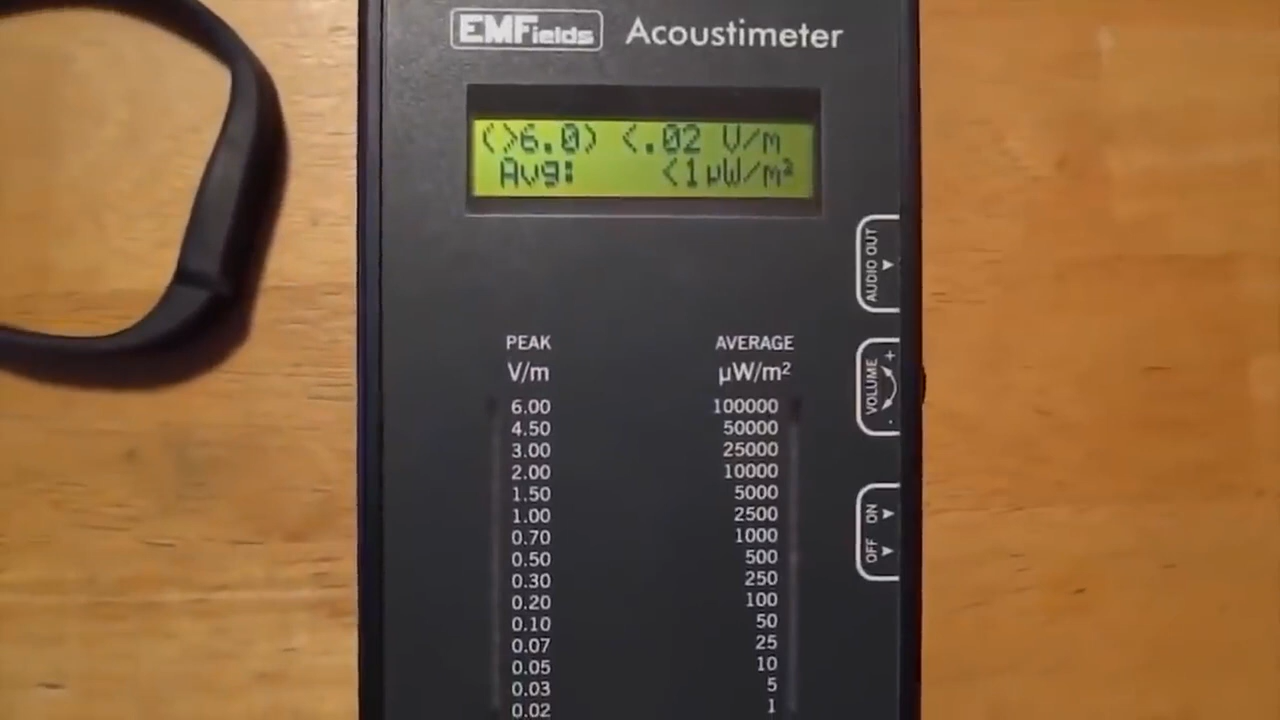 EMFields Acoustimeter
(>6.0) <.02 V/m
Avg: <1µW/m²
AUDIO OUT
PEAK AVERAGE
V/m µW/m²
VOLUME
+
-
6.00 100000
4.50 50000
3.00 25000
2.00 10000
1.50 5000
1.00 2500
0.70 1000
0.50 500
0.30 250
0.20 100
0.10 50
0.07 25
0.05 10
0.03 5
0.02 1
OFF ON